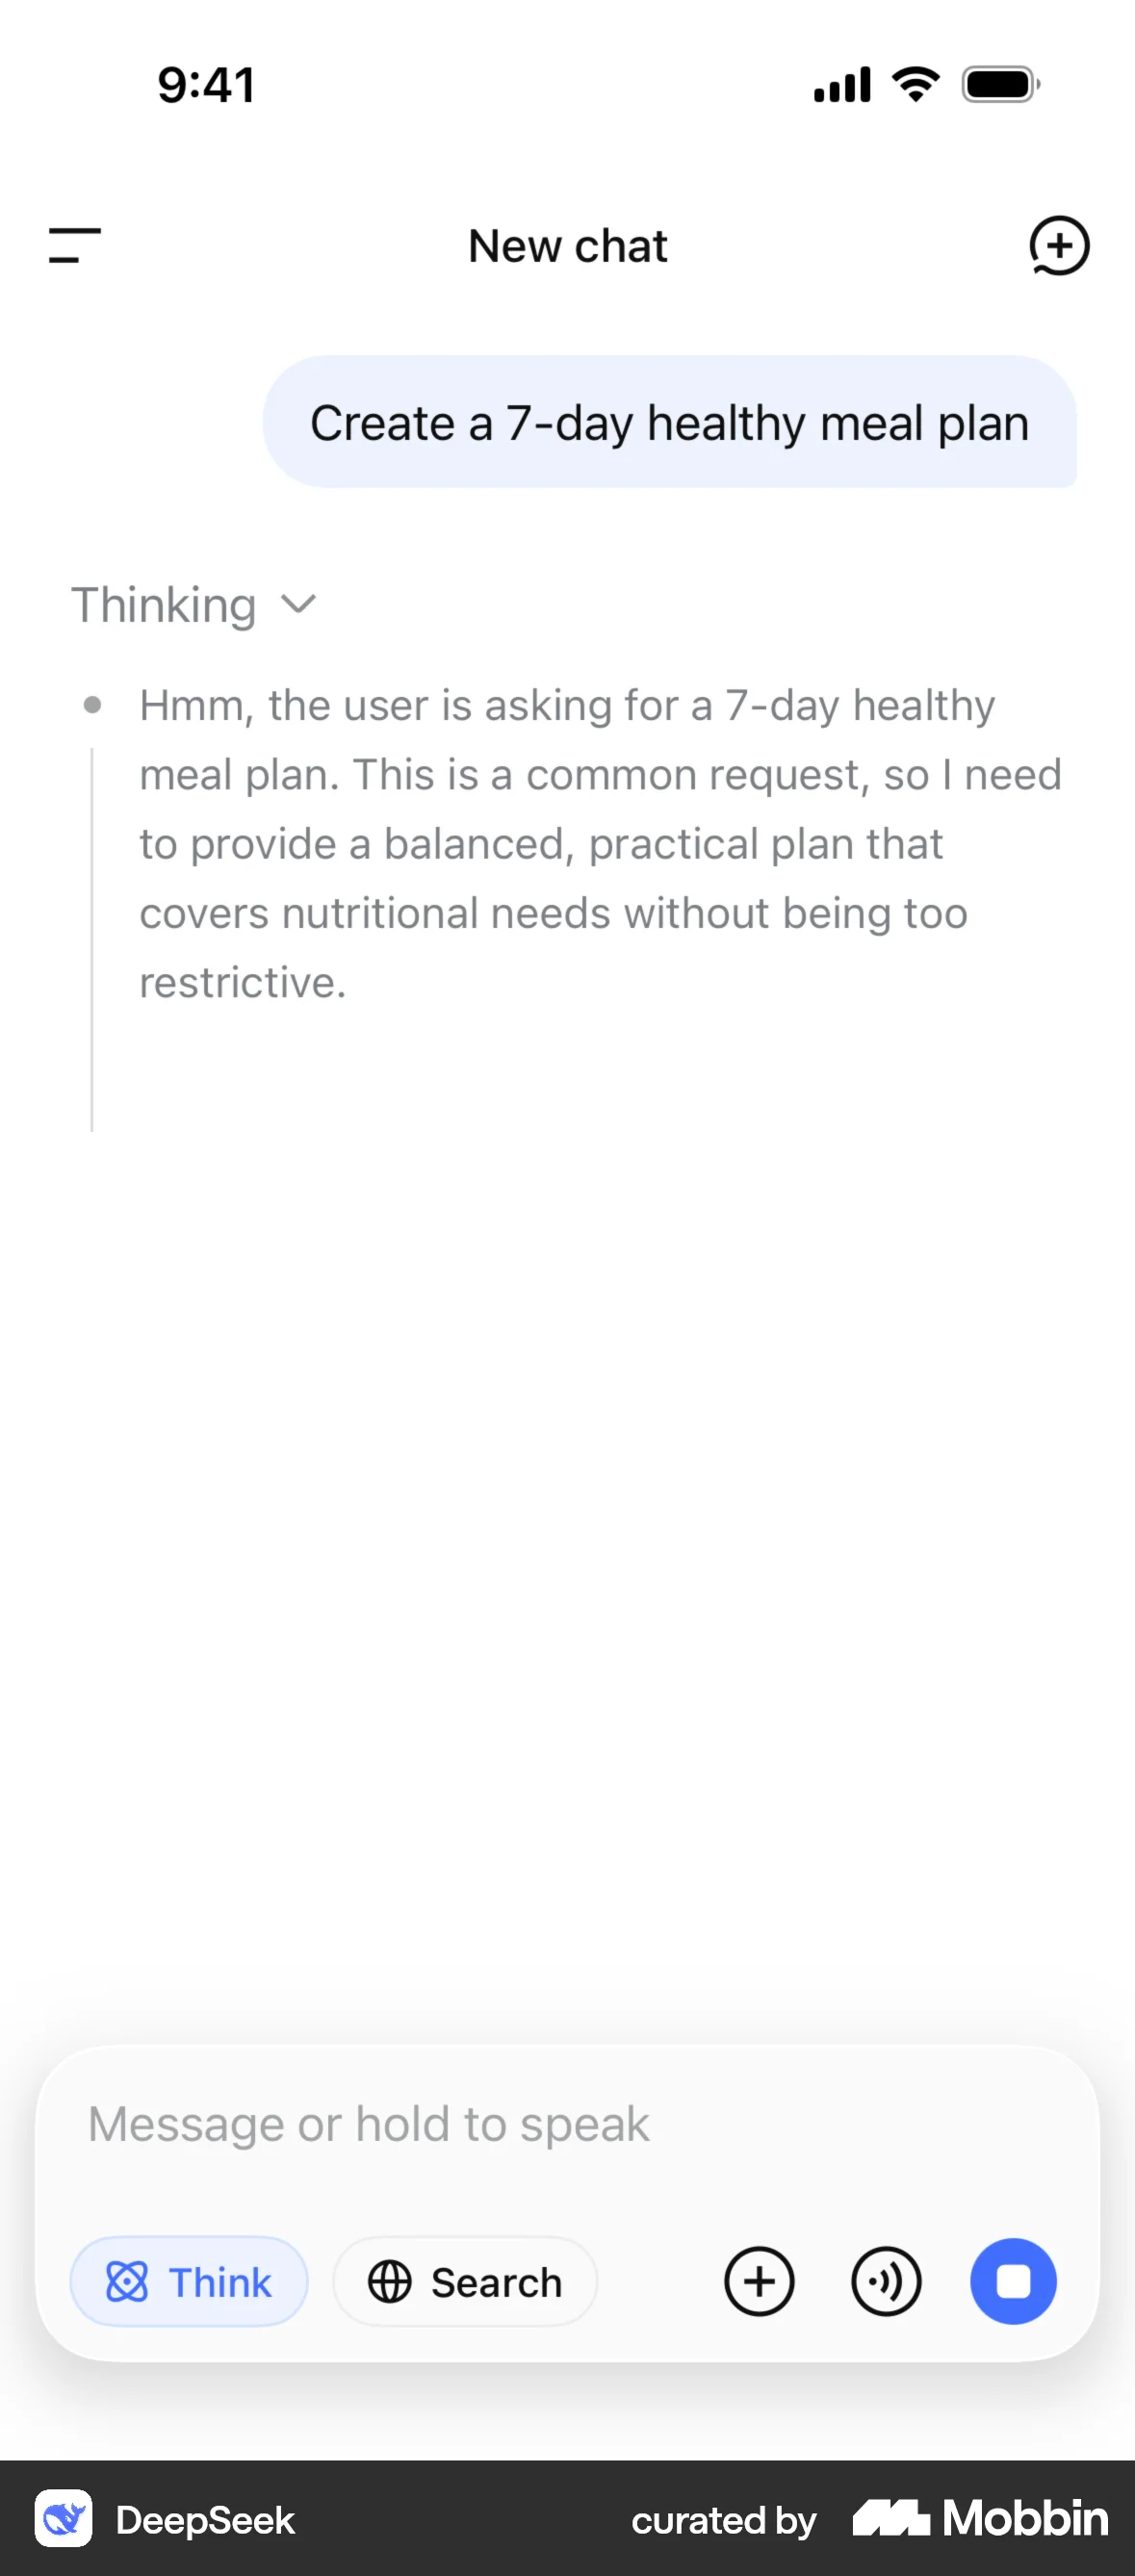 9:41
New chat
Create a 7-day healthy meal plan
Thinking
Hmm, the user is asking for a 7-day healthy
meal plan. This is a common request, so I need
to provide a balanced, practical plan that
covers nutritional needs without being too
restrictive.
Message or hold to speak
Think
Search
DeepSeek
curated by
Mobbin